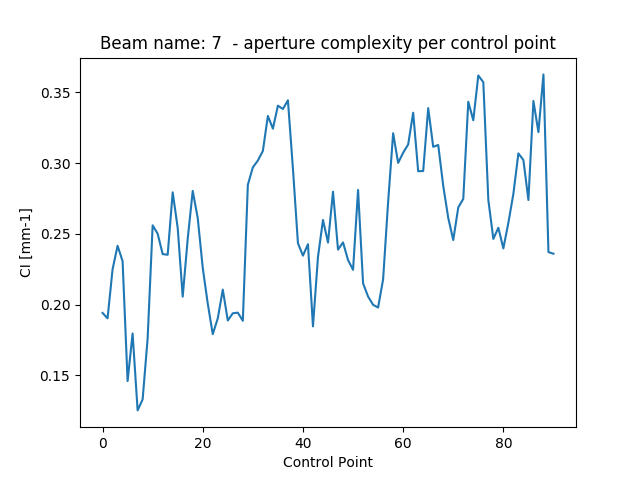 Beam name: 7  - aperture complexity per control point
CI [mm-1]
0.35
0.30
0.25
0.20
0.15
0 20 40 60 80
Control Point